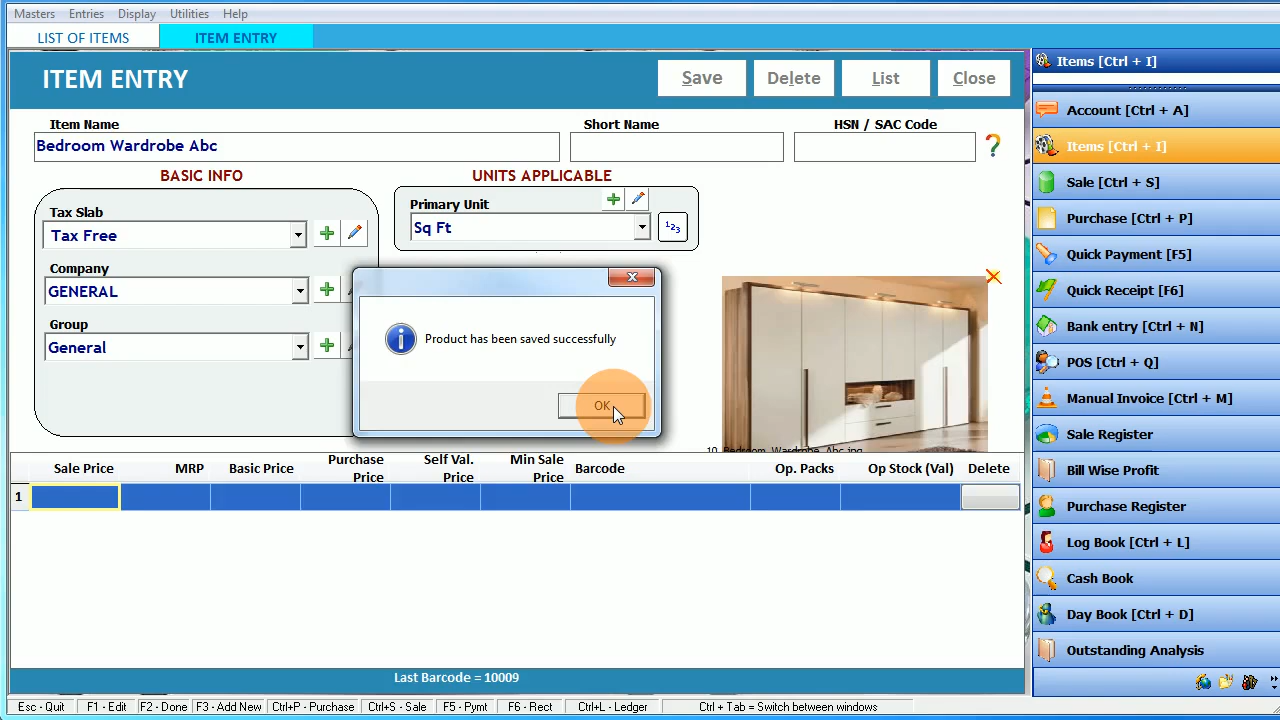 Masters Entries Display Utilities Help
LIST OF ITEMS ITEM ENTRY
ITEM ENTRY
Save Delete List Close
Item Name Short Name HSN / SAC Code
Bedroom Wardrobe Abc
?
BASIC INFO UNITS APPLICABLE
Tax Slab
Tax Free
Company
GENERAL
Group
General
Primary Unit
Sq Ft
123
Product has been saved successfully
OK
10_Bedroom_Wardrobe_Abc.jpg
Sale Price MRP Basic Price Purchase Price Self Val. Price Min Sale Price Barcode Op. Packs Op Stock (Val) Delete
1
Last Barcode = 10009
Items [Ctrl + I]
Account [Ctrl + A]
Items [Ctrl + I]
Sale [Ctrl + S]
Purchase [Ctrl + P]
Quick Payment [F5]
Quick Receipt [F6]
Bank entry [Ctrl + N]
POS [Ctrl + Q]
Manual Invoice [Ctrl + M]
Sale Register
Bill Wise Profit
Purchase Register
Log Book [Ctrl + L]
Cash Book
Day Book [Ctrl + D]
Outstanding Analysis
Esc - Quit F1 - Edit F2 - Done F3 - Add New Ctrl+P - Purchase Ctrl+S - Sale F5 - Pymt F6 - Rect Ctrl+L - Ledger Ctrl + Tab = Switch between windows